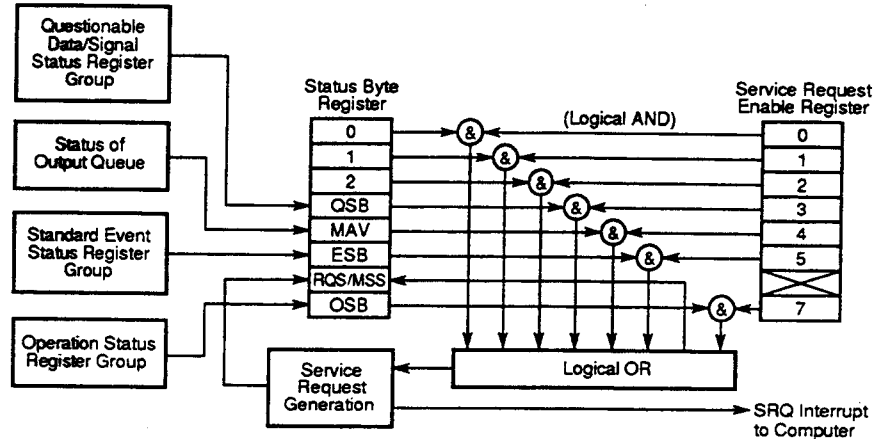 Questionable
Data/Signal
Status Register
Group
Status of
Output Queue
Standard Event
Status Register
Group
Operation Status
Register Group
Status Byte
Register
0
1
2
QSB
MAV
ESB
RQS/MSS
OSB
(Logical AND)
&
&
&
&
&
&
&
Service Request
Enable Register
0
1
2
3
4
5
7
Service
Request
Generation
Logical OR
SRQ Interrupt
to Computer